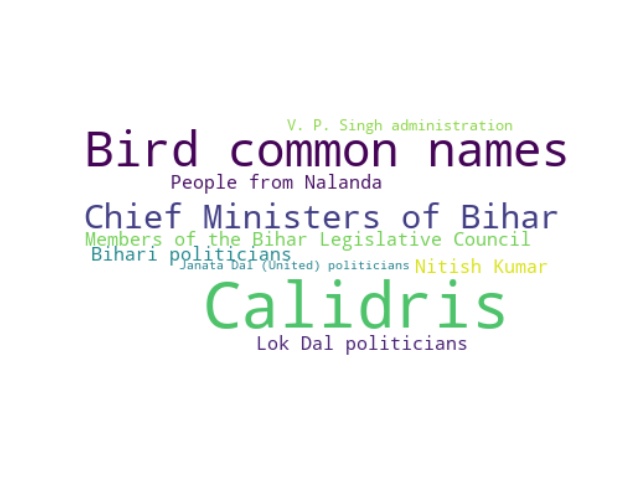 V. P. Singh administration
Bird common names
People from Nalanda
Chief Ministers of Bihar
Members of the Bihar Legislative Council
Bihari politicians
Janata Dal (United) politicians
Nitish Kumar
Calidris
Lok Dal politicians